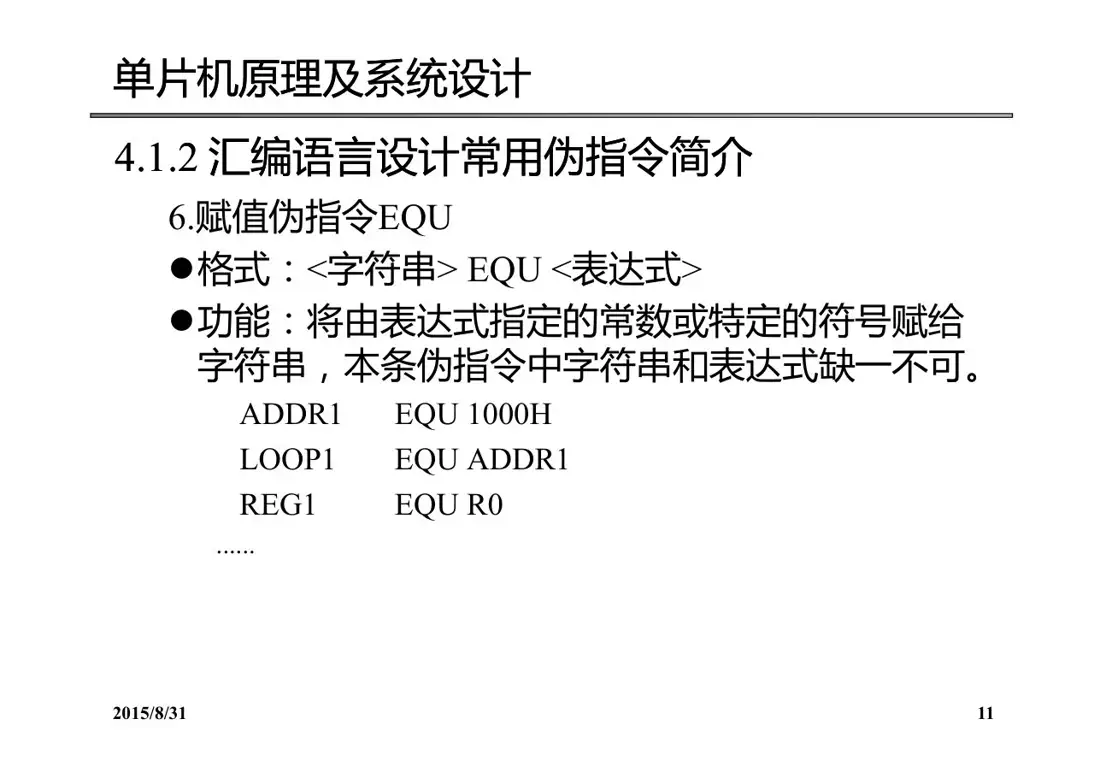 单片机原理及系统设计
4.1.2 汇编语言设计常用伪指令简介
6.赋值伪指令EQU
●格式：<字符串> EQU <表达式>
●功能：将由表达式指定的常数或特定的符号赋给
字符串，本条伪指令中字符串和表达式缺一不可。
ADDR1 EQU 1000H
LOOP1 EQU ADDR1
REG1 EQU R0
......
2015/8/31 11